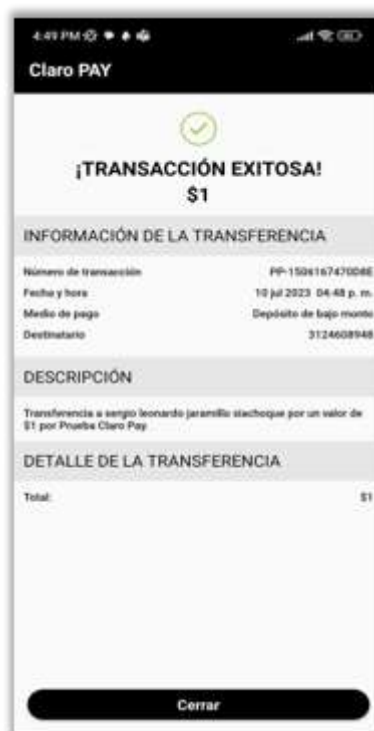 4:49 PM
Claro PAY
¡TRANSACCIÓN EXITOSA!
$1
INFORMACIÓN DE LA TRANSFERENCIA
Número de transacción PP-15061674700BE
Fecha y hora 10 jul 2023 04:48 p. m.
Medio de pago Depósito de bajo monto
Destinatario 3124608948
DESCRIPCIÓN
Transferencia a sergio leonardo jaramillo siachoque por un valor de
$1 por Prueba Claro Pay
DETALLE DE LA TRANSFERENCIA
Total: $1
Cerrar